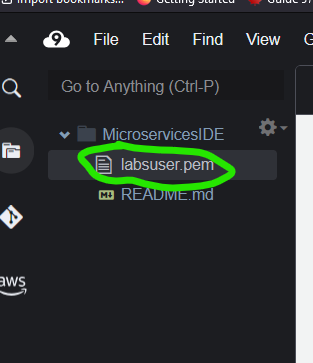 Import bookmarks... Getting Started Guide
9 File Edit Find View
Go to Anything (Ctrl-P)
MicroservicesIDE
labsuser.pem
README.md
aws